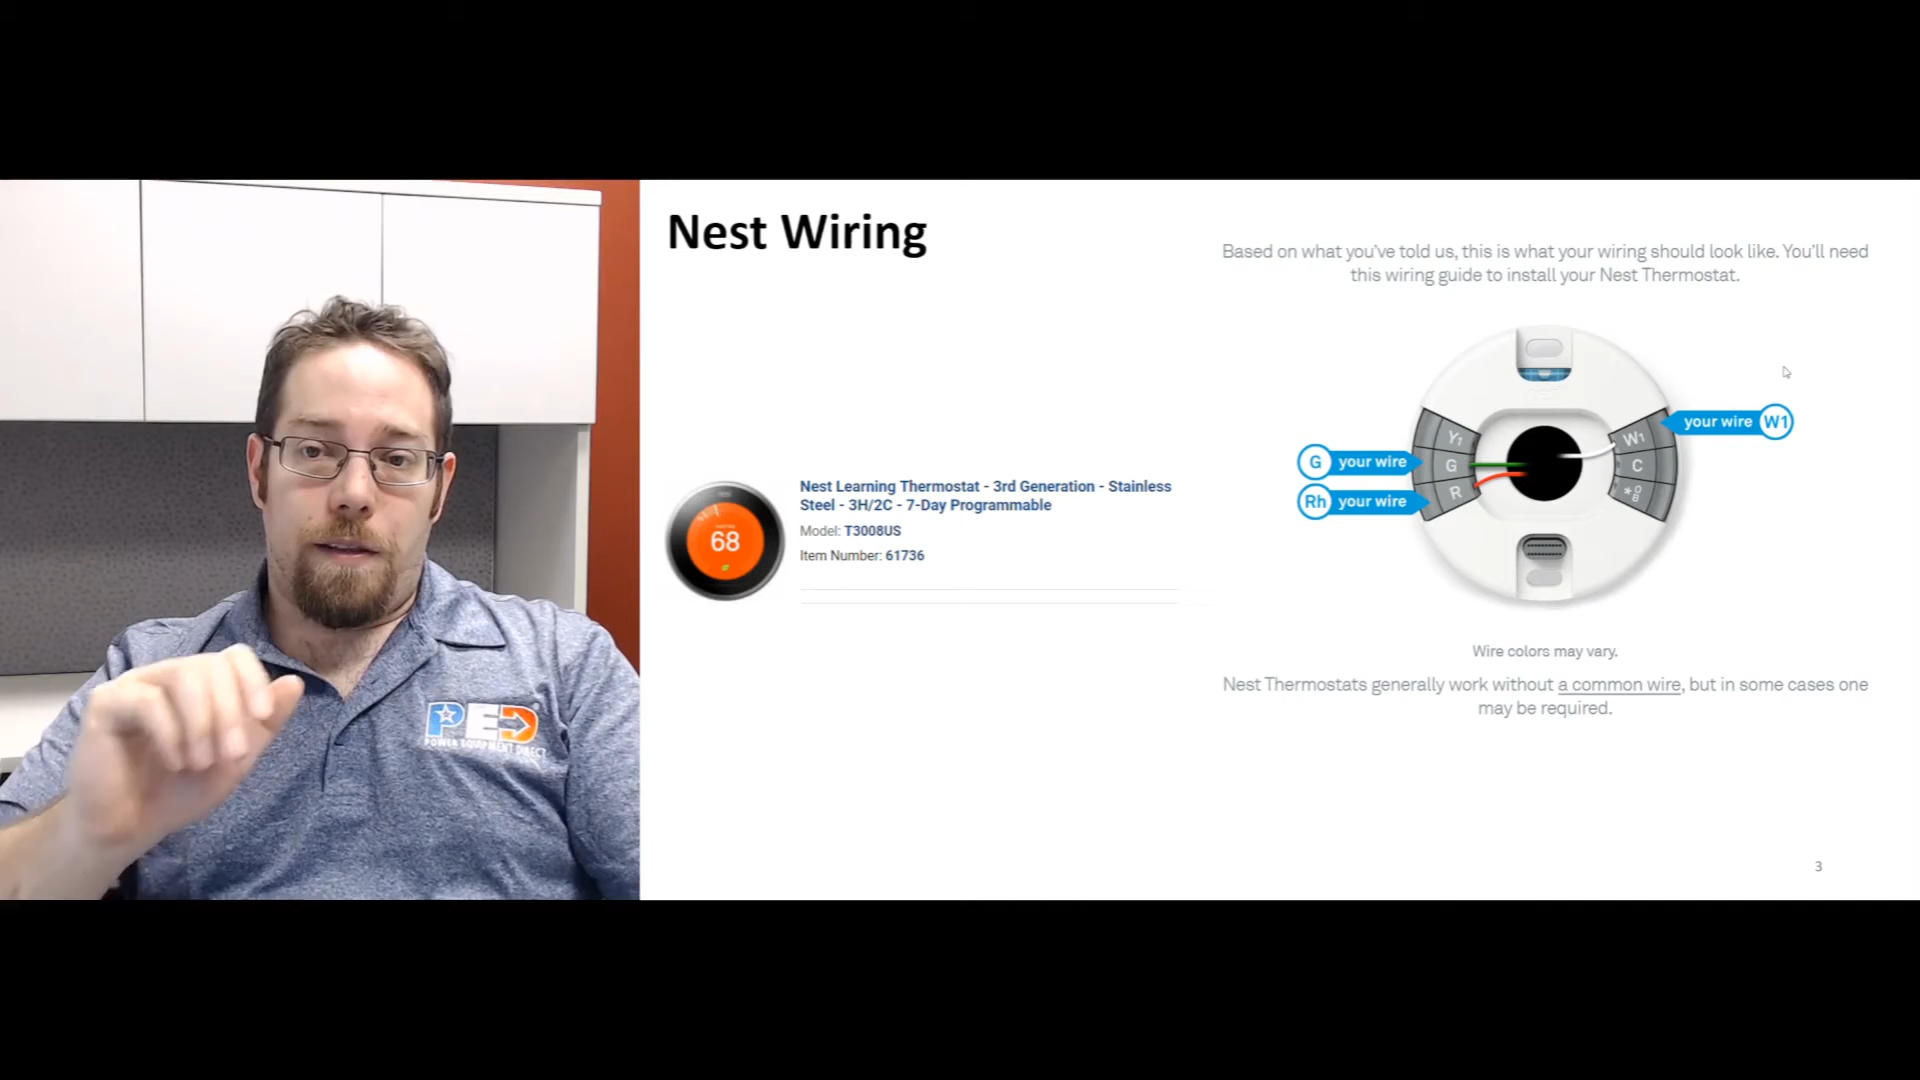 Nest Wiring
Based on what you've told us, this is what your wiring should look like. You'll need
this wiring guide to install your Nest Thermostat.
your wire W1
Y1
W1
G your wire
G
C
Rh your wire
R
* O B
Nest Learning Thermostat - 3rd Generation - Stainless
Steel - 3H/2C - 7-Day Programmable
Model: T3008US
Item Number: 61736
68
PED
POWER EQUIPMENT DIRECT
Wire colors may vary.
Nest Thermostats generally work without a common wire, but in some cases one
may be required.
3